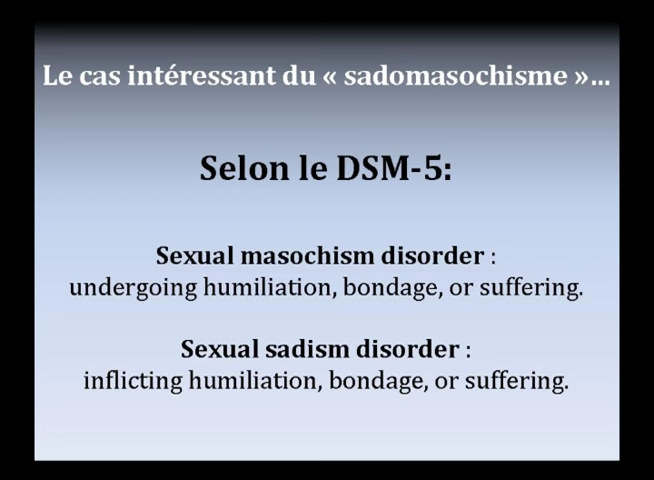 Le cas intéressant du « sadomasochisme »...
Selon le DSM-5:
Sexual masochism disorder :
undergoing humiliation, bondage, or suffering.
Sexual sadism disorder :
inflicting humiliation, bondage, or suffering.